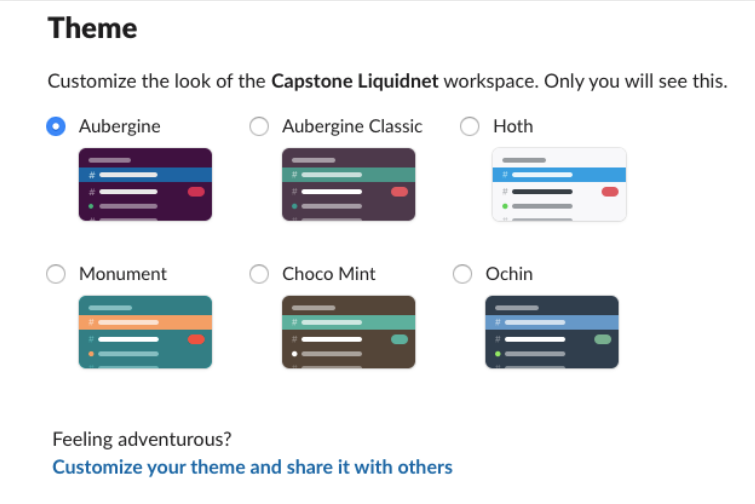 Theme
Customize the look of the Capstone Liquidnet workspace. Only you will see this.
Aubergine Aubergine Classic Hoth
# # #
# # #
Monument Choco Mint Ochin
# # #
# # #
Feeling adventurous?
Customize your theme and share it with others